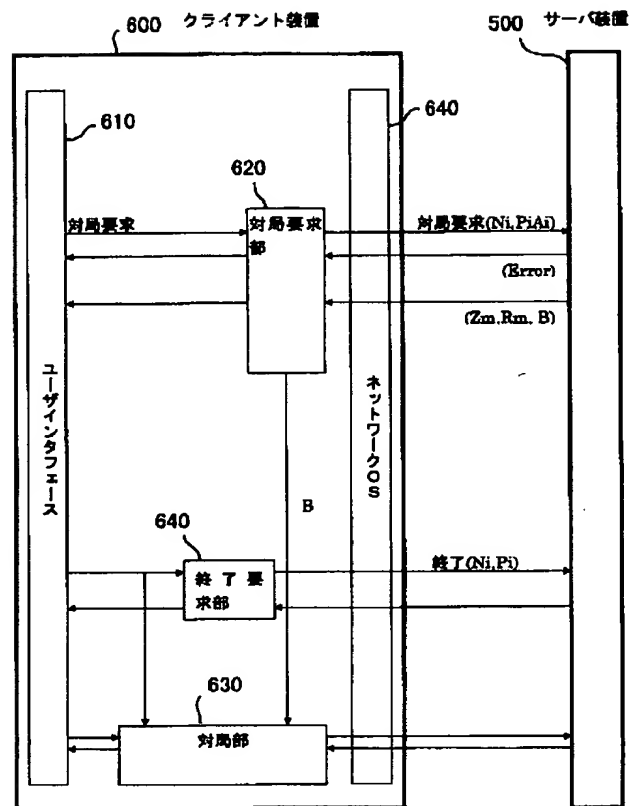 600
クライアント装置
500
サーバ装置
610
640
620
対局要求
対局要求
部
対局要求(Ni,PiAi)
(Error)
(Zm,Rm, B)
ユーザインタフェース
ネットワークOS
B
640
終了要
求部
終了(Ni,Pi)
630
対局部